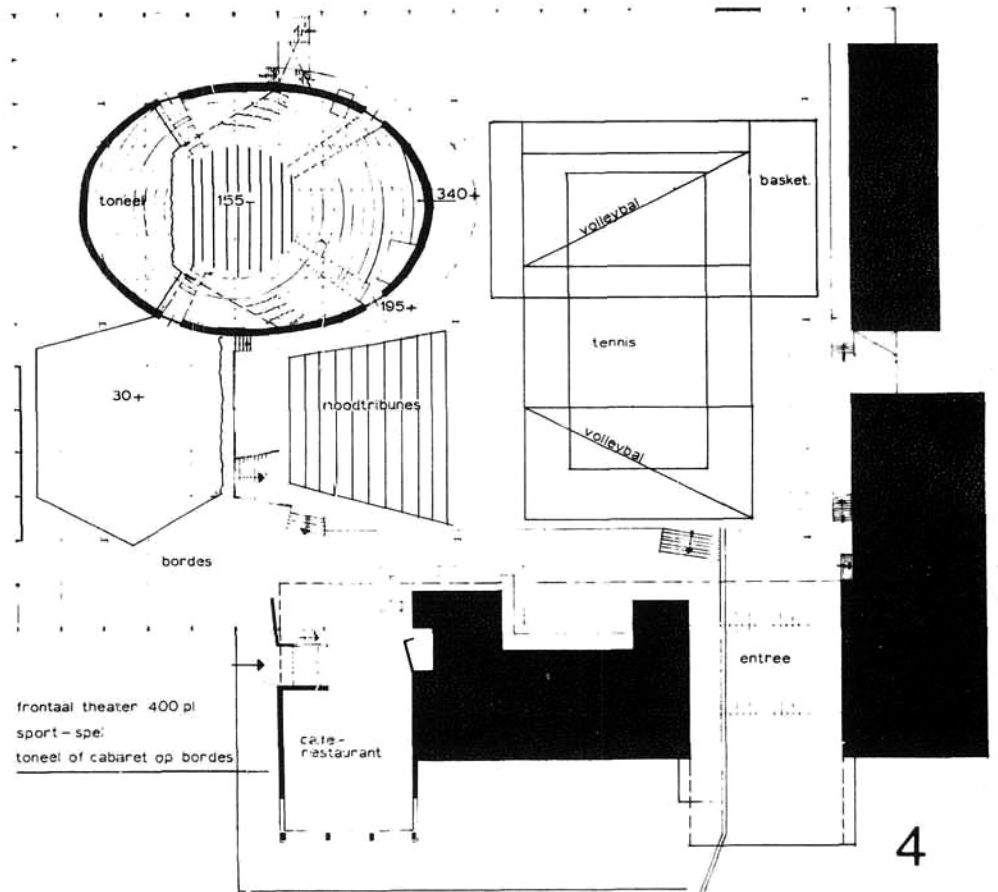 toneel
155-
340+
195+
30+
noodtribunes
bordes
basket.
volleybal
tennis
volleybal
entree
café-
restaurant
frontaal theater 400 pl
sport - spel
toneel of cabaret op bordes
4